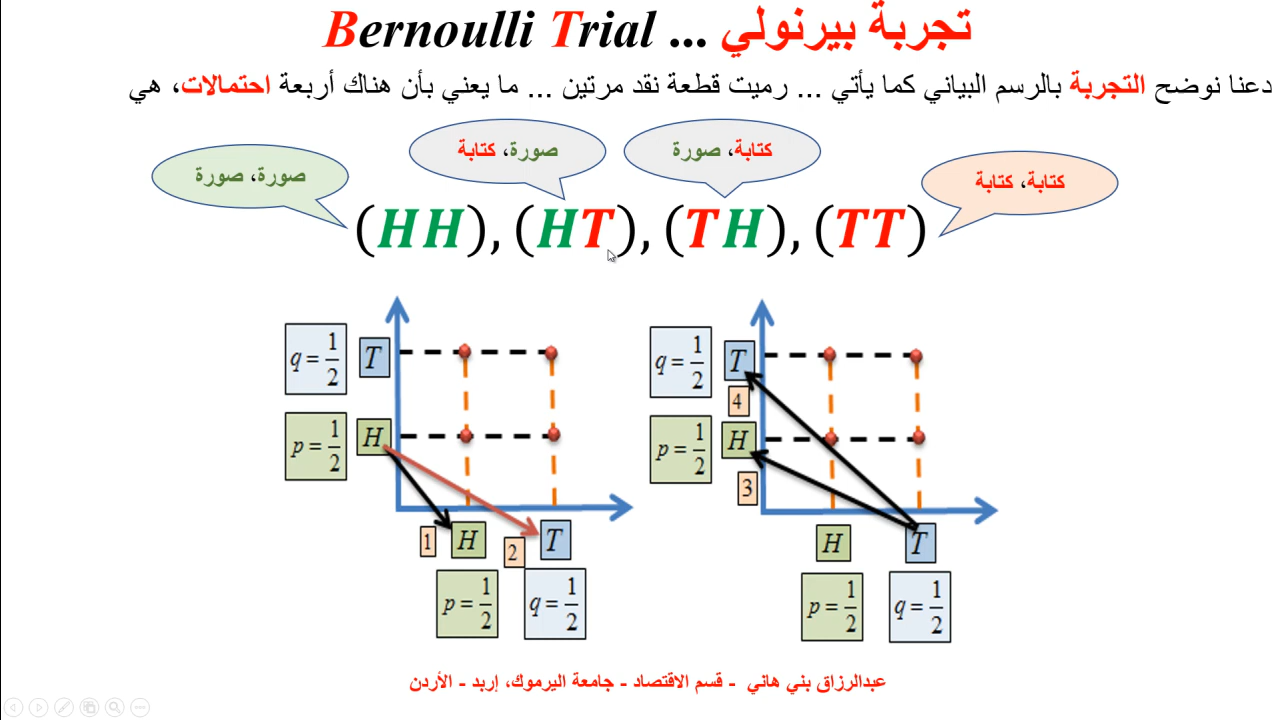 تجربة بيرنولي ... Bernoulli Trial
دعنا نوضح التجربة بالرسم البياني كما يأتي ... رميت قطعة نقد مرتين ... ما يعني بأن هناك أربعة احتمالات، هي
صورة، صورة
صورة، كتابة
كتابة، صورة
كتابة، كتابة
(HH), (HT), (TH), (TT)
q = 1/2 T
p = 1/2 H
1 H 2 T
p = 1/2 q = 1/2
q = 1/2 T
4
p = 1/2 H
3
H T
p = 1/2 q = 1/2
عبدالرزاق بني هاني - قسم الاقتصاد - جامعة اليرموك، إربد - الأردن